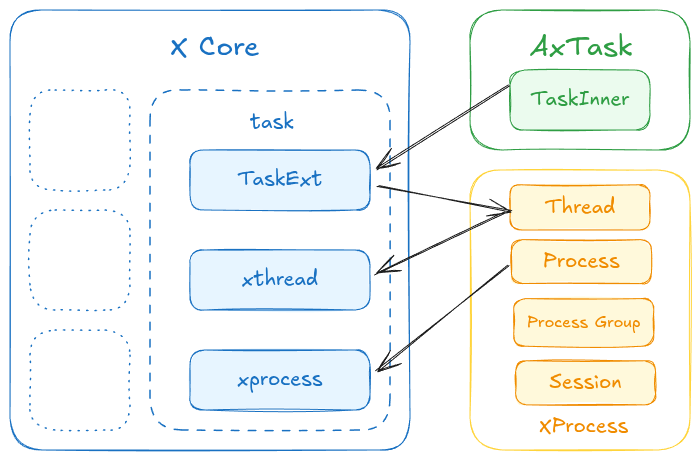 X Core
task
TaskExt
xthread
xprocess
AxTask
TaskInner
Thread
Process
Process Group
Session
XProcess